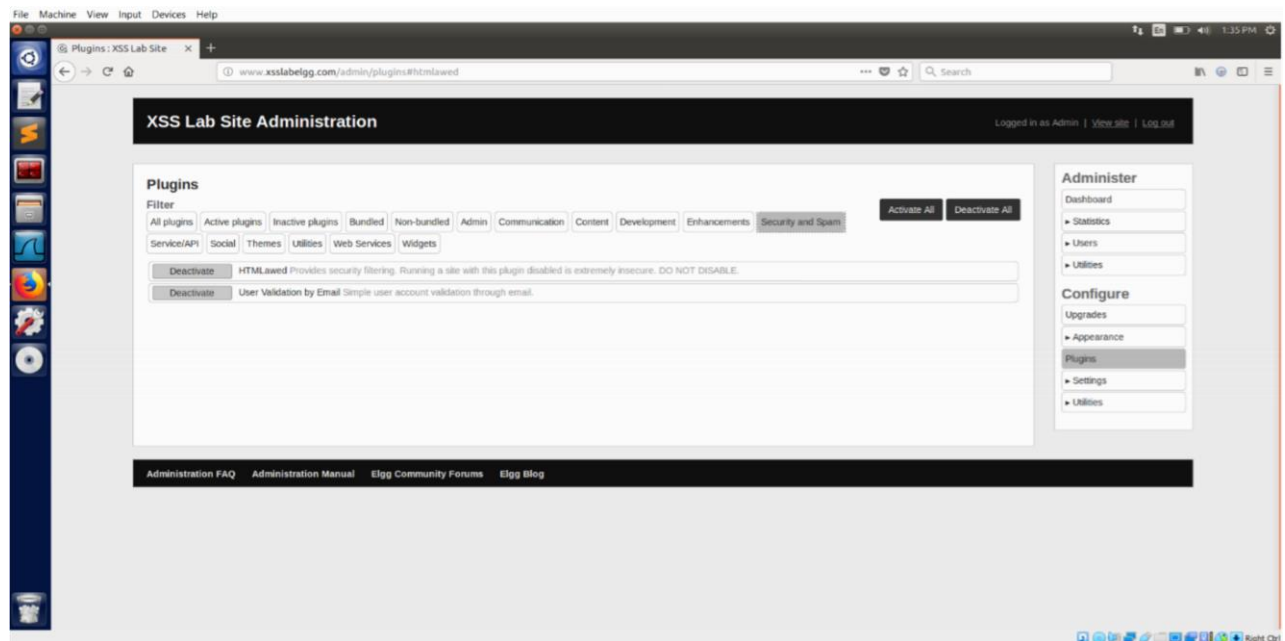 File Machine View Input Devices Help
1:35 PM
Plugins : XSS Lab Site
www.xsslabelgg.com/admin/plugins#htmlawed
Search
XSS Lab Site Administration
Logged in as Admin | View site | Log out
Plugins
Filter
All plugins Active plugins Inactive plugins Bundled Non-bundled Admin Communication Content Development Enhancements Security and Spam
Service/API Social Themes Utilities Web Services Widgets
Activate All Deactivate All
Deactivate HTMLawed Provides security filtering. Running a site with this plugin disabled is extremely insecure. DO NOT DISABLE.
Deactivate User Validation by Email Simple user account validation through email.
Administer
Dashboard
Statistics
Users
Utilities
Configure
Upgrades
Appearance
Plugins
Settings
Utilities
Administration FAQ Administration Manual Elgg Community Forums Elgg Blog
Right Ctrl